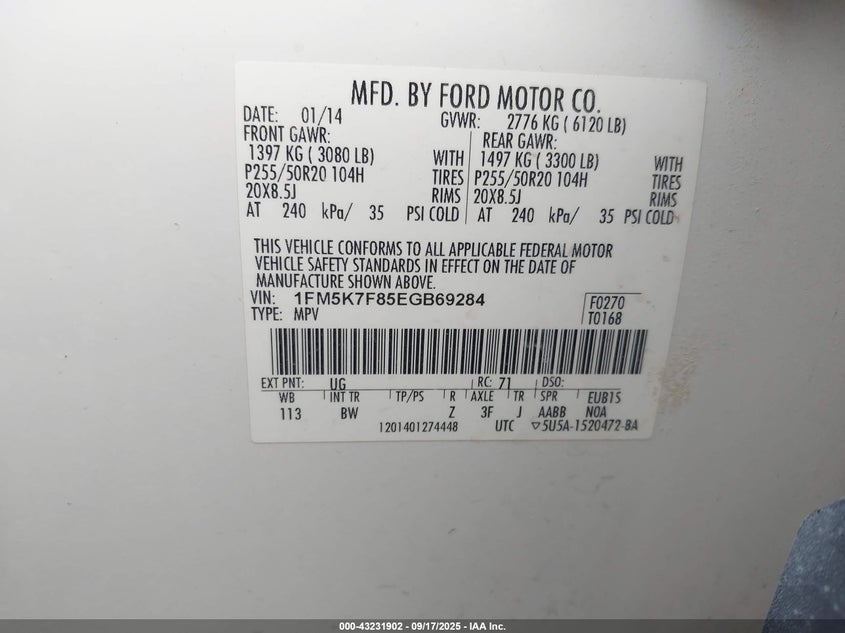 MFD. BY FORD MOTOR CO.
DATE: 01/14 GVWR: 2776 KG ( 6120 LB)
FRONT GAWR: REAR GAWR:
1397 KG ( 3080 LB) WITH 1497 KG ( 3300 LB) WITH
P255/50R20 104H TIRES P255/50R20 104H TIRES
20X8.5J RIMS 20X8.5J RIMS
AT 240 kPa/ 35 PSI COLD AT 240 kPa/ 35 PSI COLD
THIS VEHICLE CONFORMS TO ALL APPLICABLE FEDERAL MOTOR
VEHICLE SAFETY STANDARDS IN EFFECT ON THE DATE OF
MANUFACTURE SHOWN ABOVE.
VIN: 1FM5K7F85EGB69284 F0270
TYPE: MPV T0168
EXT PNT: UG RC: 71 DSO:
WB INT TR TP/PS R AXLE TR SPR EUB1S
113 BW Z 3F J AABB NOA
1201401274448 UTC ▽5U5A-1520472-BA
000-43231902 - 09/17/2025 - IAA Inc.